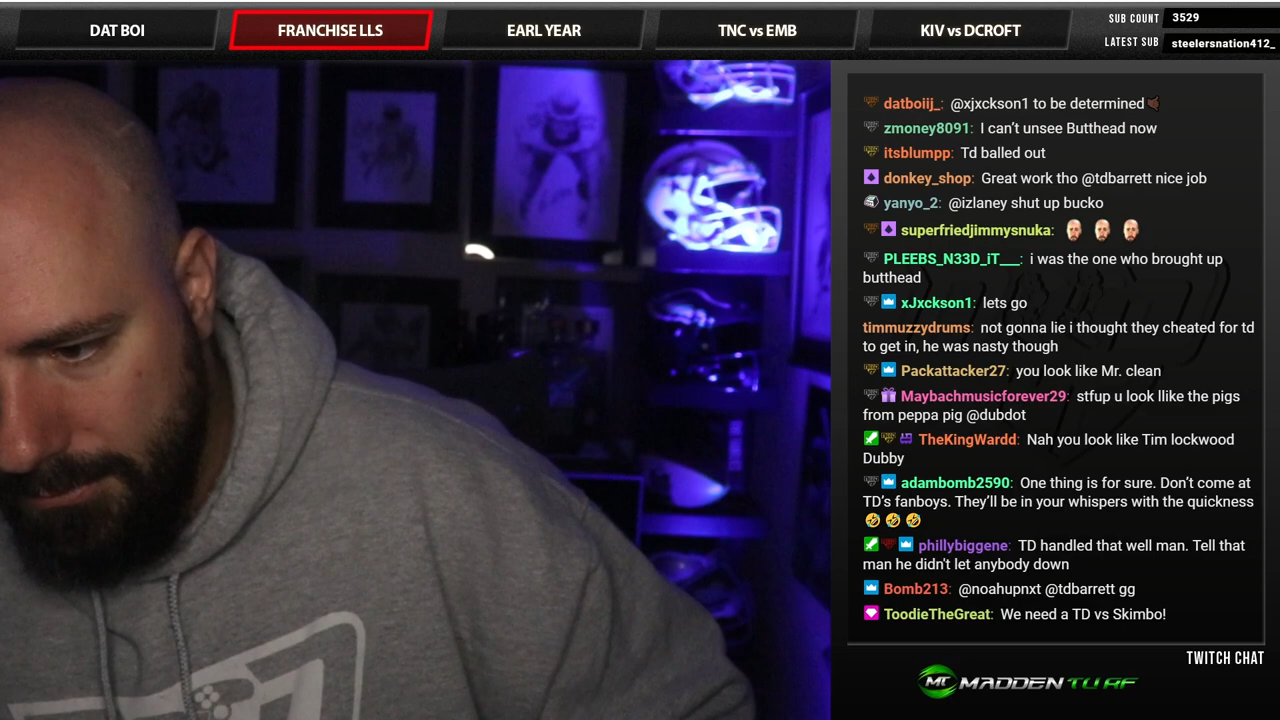 DAT BOI
FRANCHISE LLS
EARL YEAR
TNC vs EMB
KIV vs DCROFT
SUB COUNT 3529
LATEST SUB steelersnation412_
datboiij_: @xjxckson1 to be determined
zmoney8091: I can't unsee Butthead now
itsblumpp: Td balled out
donkey_shop: Great work tho @tdbarrett nice job
yanyo_2: @izlaney shut up bucko
superfriedjimmysnuka:
PLEEBS_N33D_iT___: i was the one who brought up
butthead
xJxckson1: lets go
timmuzzydrums: not gonna lie i thought they cheated for td
to get in, he was nasty though
Packattacker27: you look like Mr. clean
Maybachmusicforever29: stfup u look llike the pigs
from peppa pig @dubdot
TheKingWardd: Nah you look like Tim lockwood
Dubby
adambomb2590: One thing is for sure. Don't come at
TD's fanboys. They'll be in your whispers with the quickness
🤣 🤣 🤣
phillybiggene: TD handled that well man. Tell that
man he didn't let anybody down
Bomb213: @noahupnxt @tdbarrett gg
ToodieTheGreat: We need a TD vs Skimbo!
TWITCH CHAT
MT MADDEN TURF